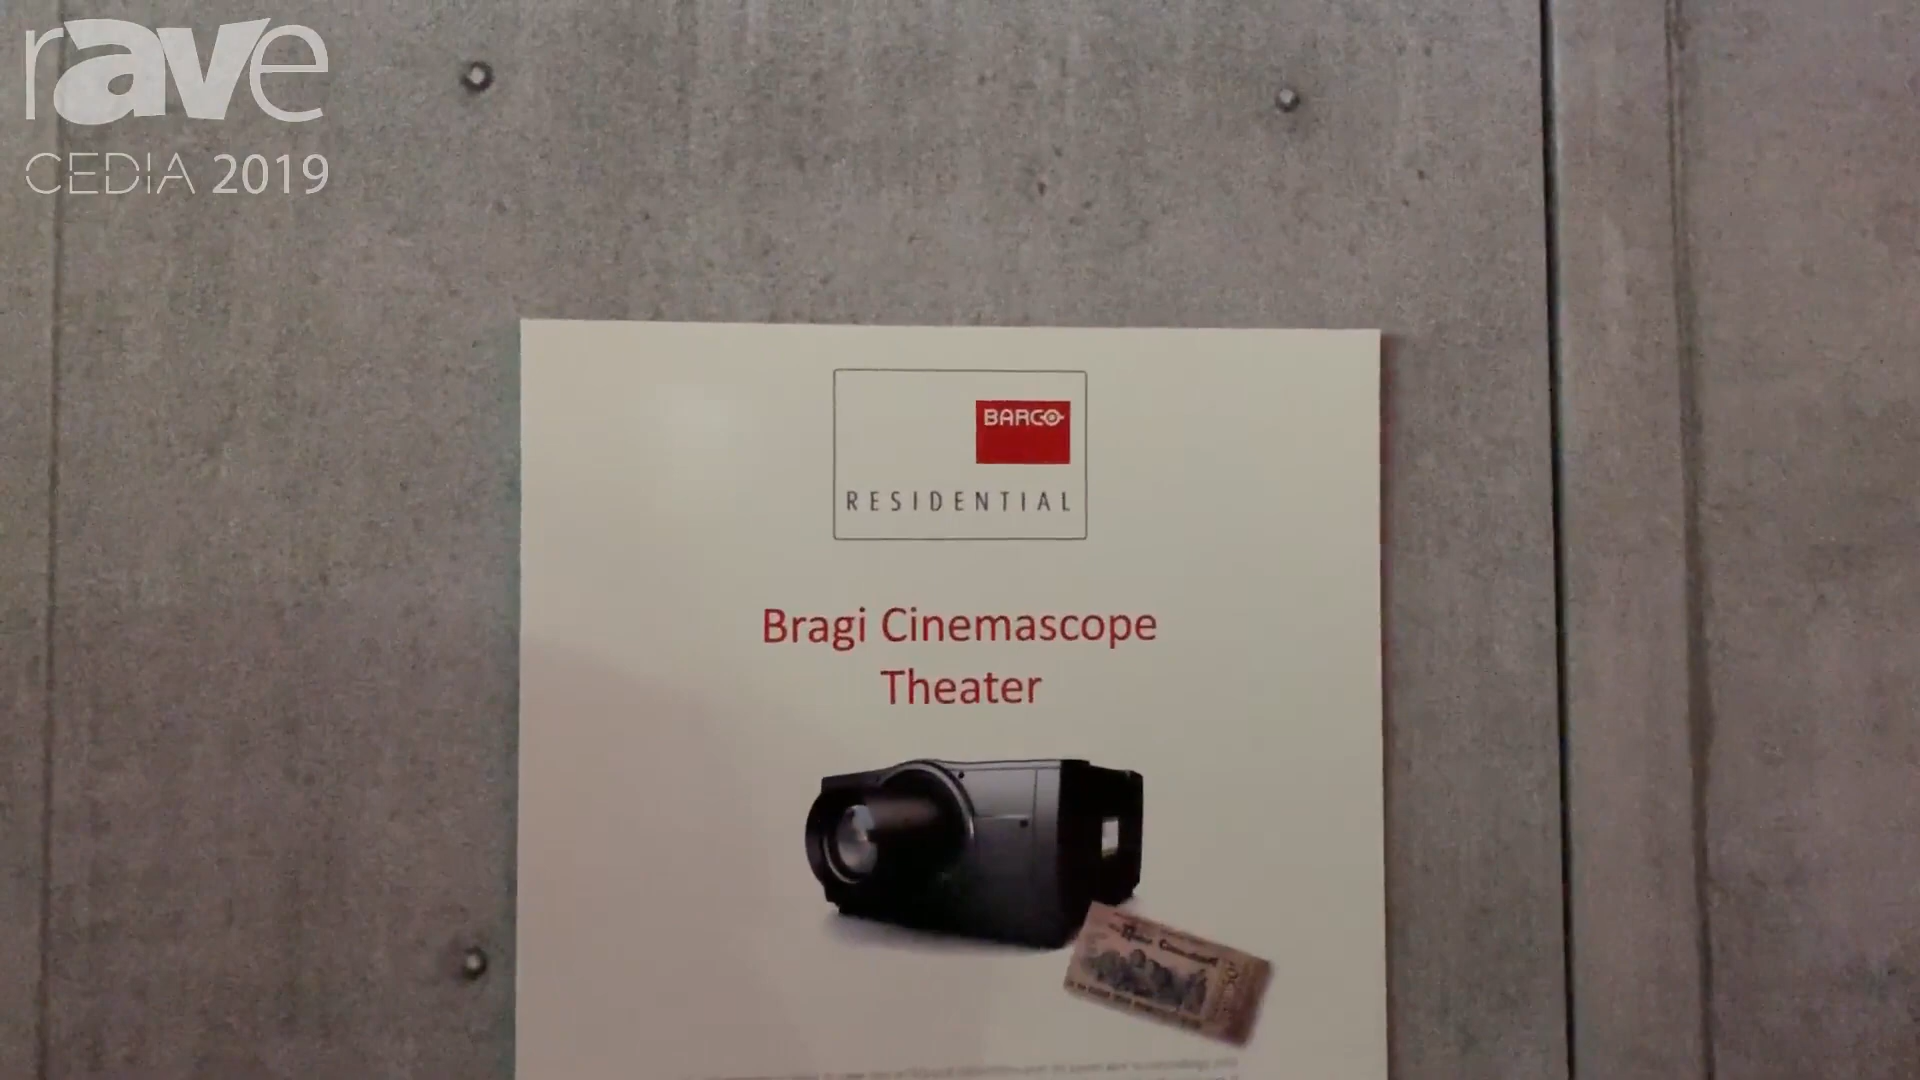 rave
CEDIA 2019
BARCO
RESIDENTIAL
Bragi Cinemascope
Theater